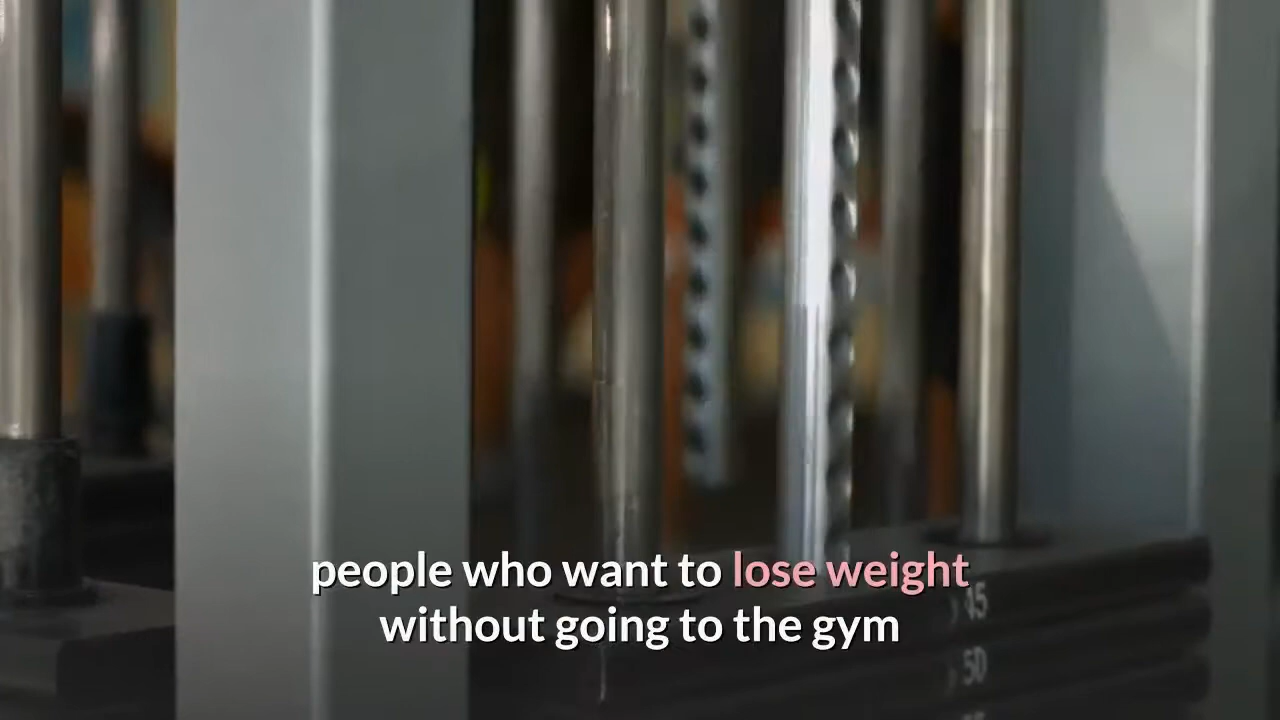 people who want to lose weight
without going to the gym
45
50